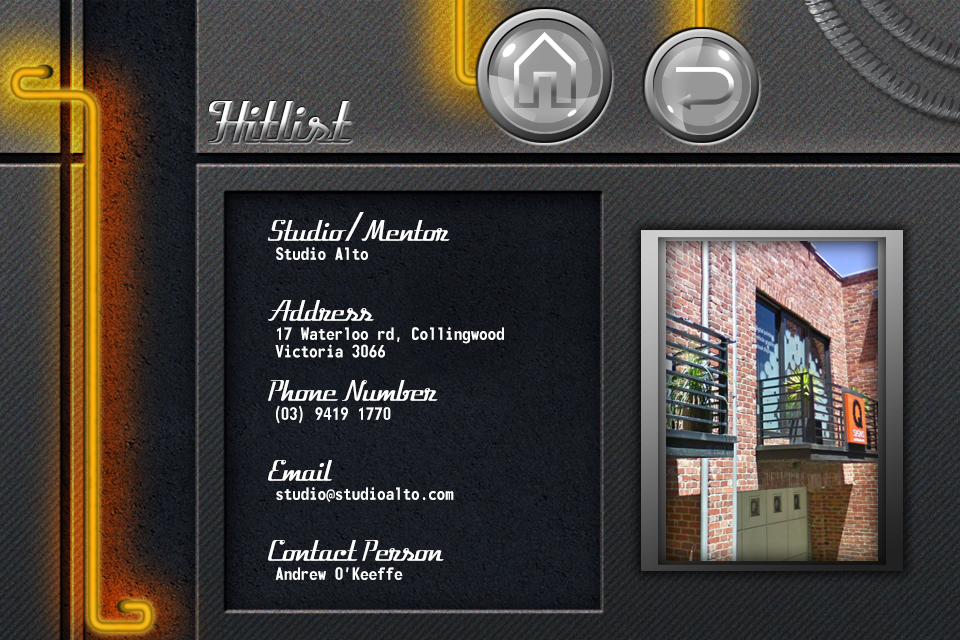 Hitlist
Studio/Mentor
Studio Alto
Address
17 Waterloo rd, Collingwood
Victoria 3066
Phone Number
(03) 9419 1770
Email
studio@studioalto.com
Contact Person
Andrew O'Keeffe